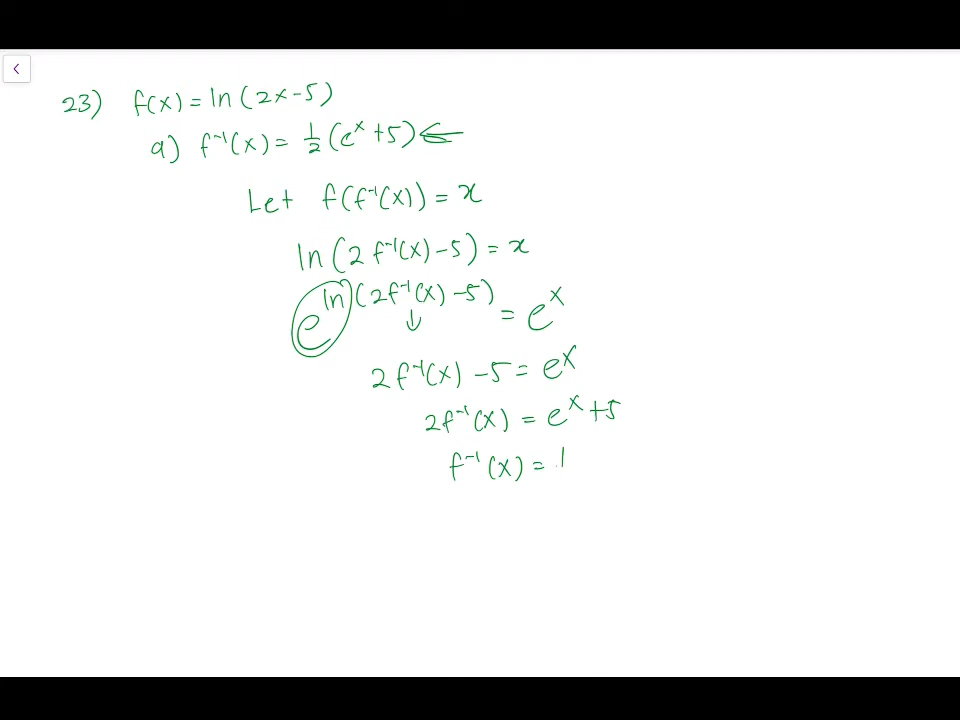 23) f(x) = ln(2x-5)
a) f⁻¹(x) = 1/2 (eˣ + 5) ⇐
Let f(f⁻¹(x)) = x
ln(2f⁻¹(x) - 5) = x
e^ln(2f⁻¹(x) - 5) = eˣ
↓
2f⁻¹(x) - 5 = eˣ
2f⁻¹(x) = eˣ + 5
f⁻¹(x) = 1